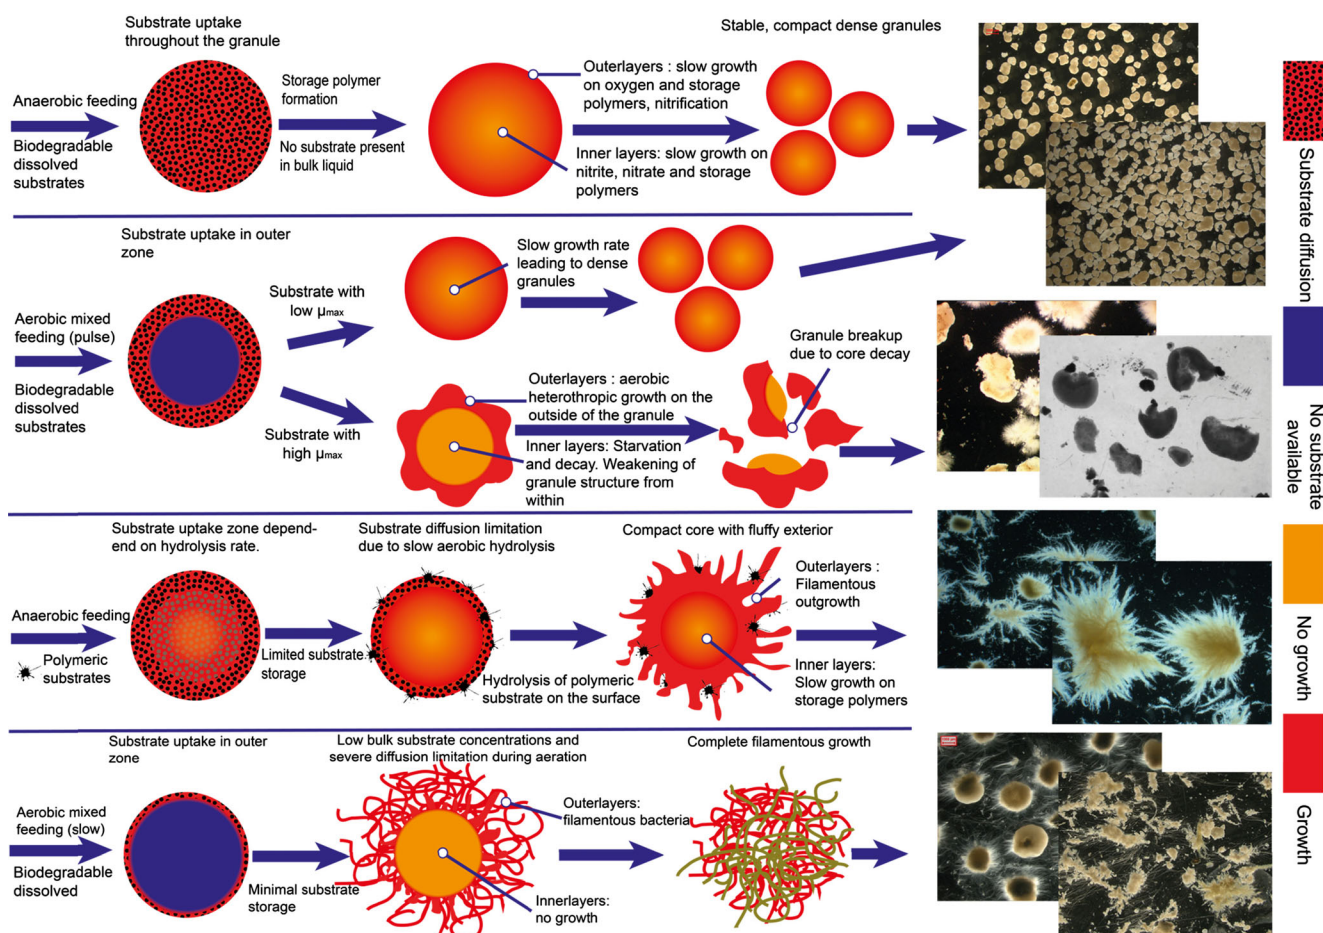 Substrate uptake
throughout the granule
Anaerobic feeding
Biodegradable
dissolved
substrates
Storage polymer
formation
No substrate present
in bulk liquid
Outerlayers : slow growth
on oxygen and storage
polymers, nitrification
Inner layers: slow growth on
nitrite, nitrate and storage
polymers
Stable, compact dense granules
Substrate uptake in outer
zone
Aerobic mixed
feeding (pulse)
Biodegradable
dissolved
substrates
Substrate with
low μmax
Slow growth rate
leading to dense
granules
Substrate with
high μmax
Outerlayers : aerobic
heterothropic growth on the
outside of the granule
Inner layers: Starvation
and decay. Weakening of
granule structure from
within
Granule breakup
due to core decay
Substrate uptake zone depend-
end on hydrolysis rate.
Anaerobic feeding
Polymeric
substrates
Limited substrate
storage
Substrate diffusion limitation
due to slow aerobic hydrolysis
Hydrolysis of polymeric
substrate on the surface
Compact core with fluffy exterior
Outerlayers :
Filamentous
outgrowth
Inner layers:
Slow growth on
storage polymers
Substrate uptake in outer
zone
Aerobic mixed
feeding (slow)
Biodegradable
dissolved
Minimal substrate
storage
Low bulk substrate concentrations and
severe diffusion limitation during aeration
Outerlayers:
filamentous bacteria
Innerlayers:
no growth
Complete filamentous growth
Substrate diffusion
No substrate
available
No growth
Growth